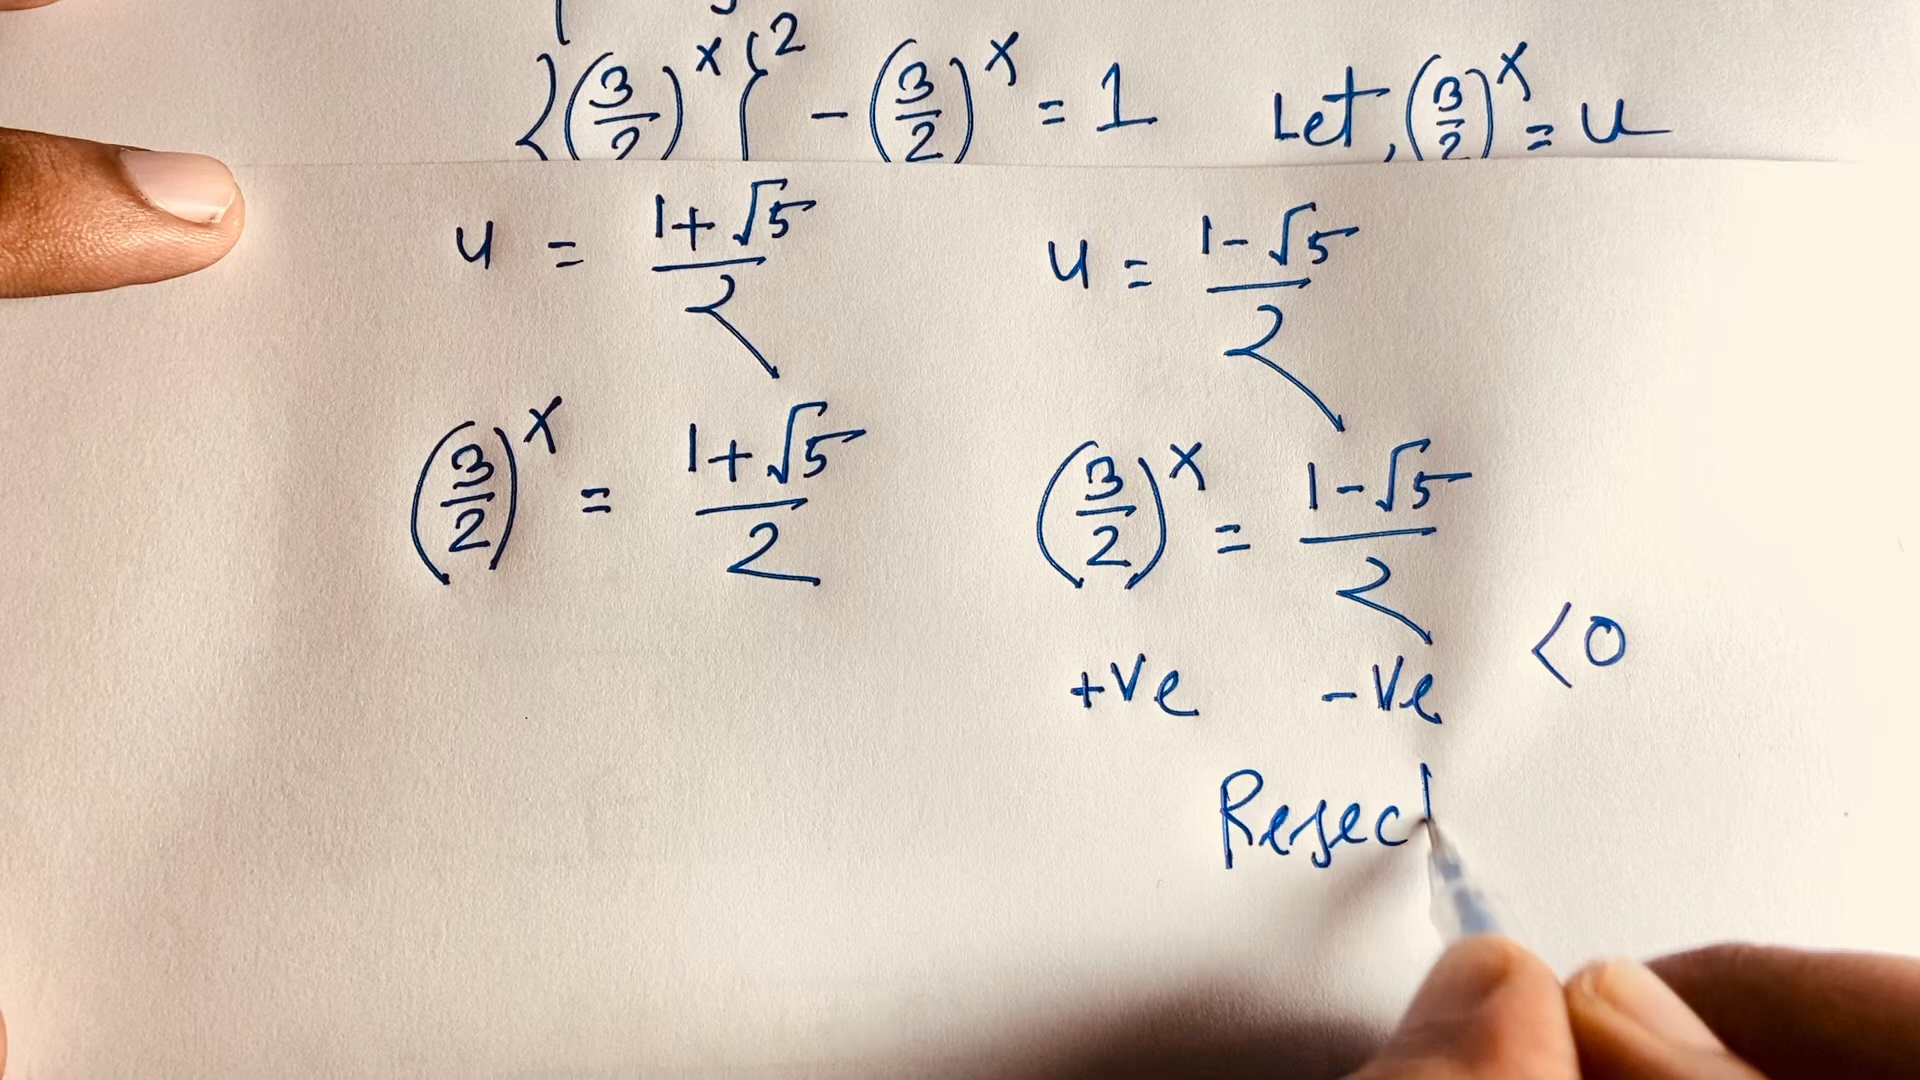 {(3/2)^x}^2 - (3/2)^x = 1 Let, (3/2)^x = u
u = (1+√5)/2 u = (1-√5)/2
(3/2)^x = (1+√5)/2 (3/2)^x = (1-√5)/2 <0
+ve -ve
Reject